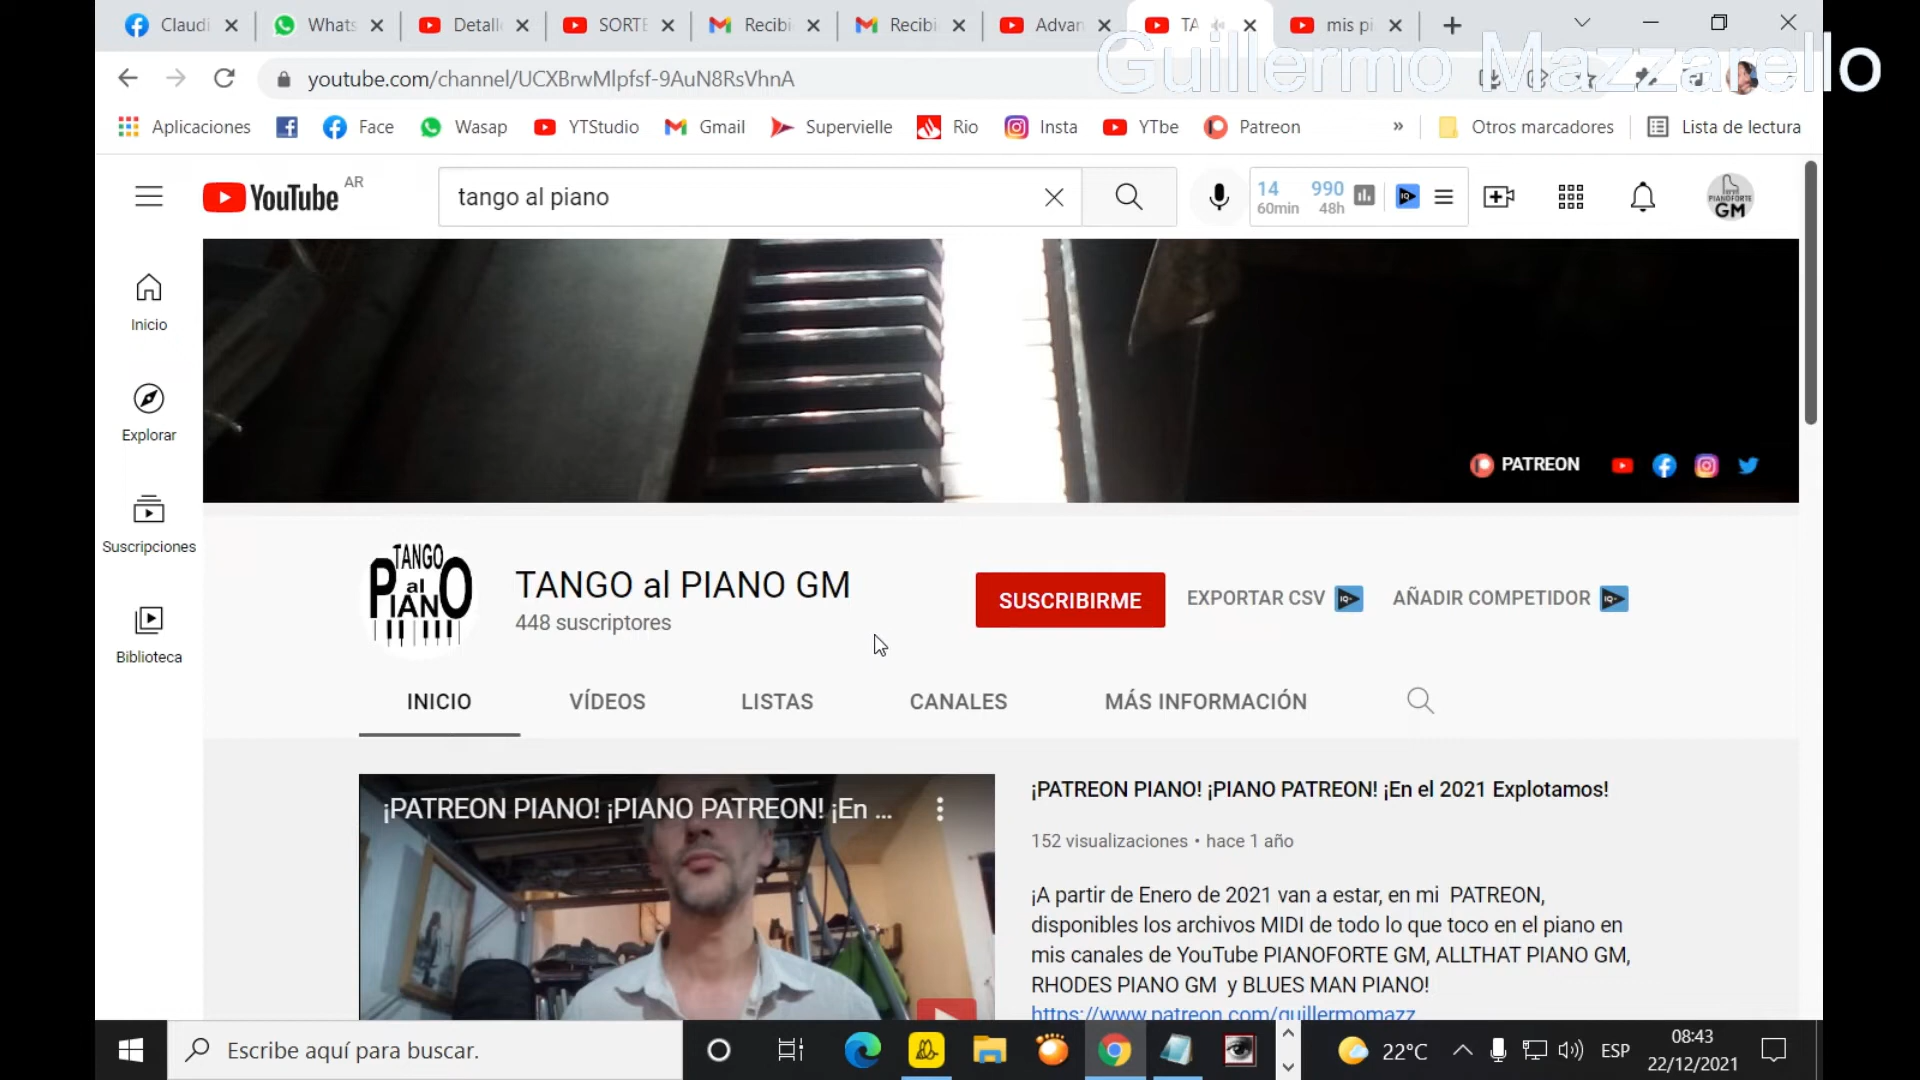 Claudi
Whats
Detalle
SORTE
Recibi
Recibi
Advan
TA
mis pi
Guillermo Mazzarello
youtube.com/channel/UCXBrwMlpfsf-9AuN8RsVhnA
Aplicaciones
Face
Wasap
YTStudio
Gmail
Supervielle
Rio
Insta
YTbe
Patreon
»
Otros marcadores
Lista de lectura
YouTube AR
tango al piano
14
60min
990
48h
PIANOFORTE
GM
Inicio
Explorar
Suscripciones
Biblioteca
PATREON
TANGO
al
PIANO
TANGO al PIANO GM
448 suscriptores
SUSCRIBIRME
EXPORTAR CSV
AÑADIR COMPETIDOR
INICIO
VÍDEOS
LISTAS
CANALES
MÁS INFORMACIÓN
¡PATREON PIANO! ¡PIANO PATREON! ¡En ...
¡PATREON PIANO! ¡PIANO PATREON! ¡En el 2021 Explotamos!
152 visualizaciones • hace 1 año
¡A partir de Enero de 2021 van a estar, en mi PATREON,
disponibles los archivos MIDI de todo lo que toco en el piano en
mis canales de YouTube PIANOFORTE GM, ALLTHAT PIANO GM,
RHODES PIANO GM y BLUES MAN PIANO!
https://www.patreon.com/guillermomazz
Escribe aquí para buscar.
22°C
ESP
08:43
22/12/2021